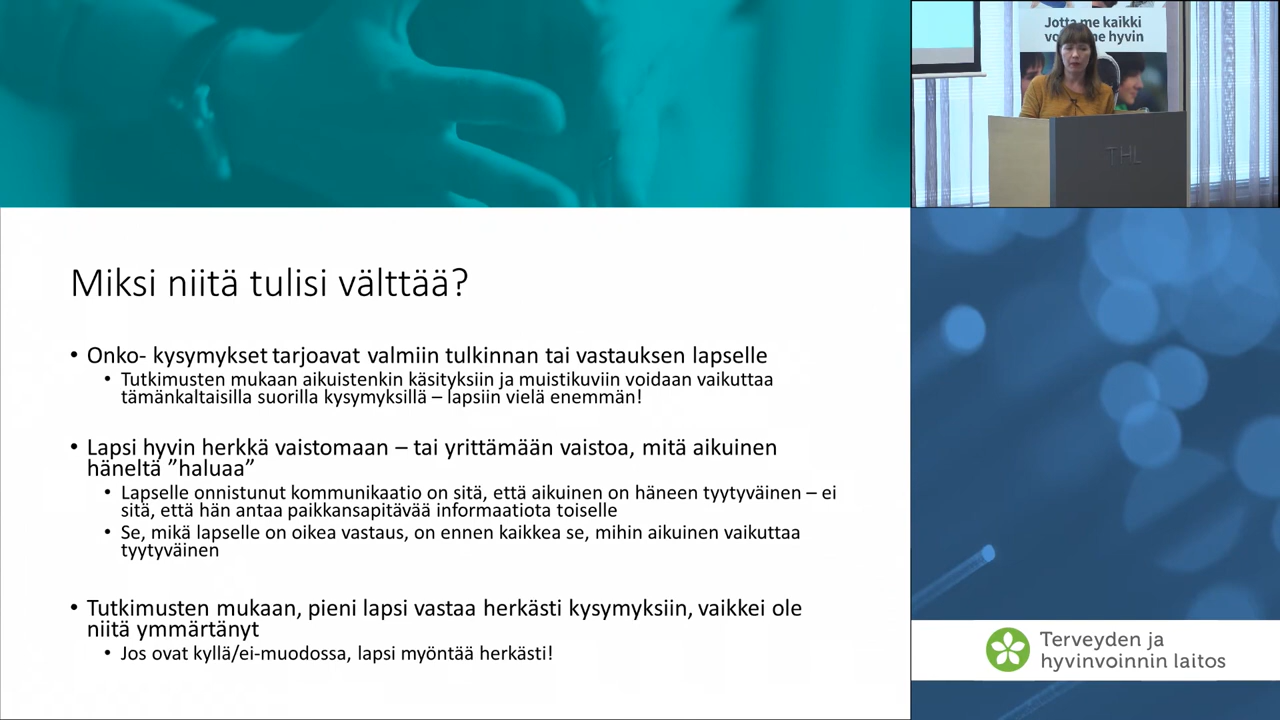 Jotta me kaikki
vo me hyvin
THL
Miksi niitä tulisi välttää?
• Onko- kysymykset tarjoavat valmiin tulkinnan tai vastauksen lapselle
• Tutkimusten mukaan aikuistenkin käsityksiin ja muistikuviin voidaan vaikuttaa
tämänkaltaisilla suorilla kysymyksillä – lapsiin vielä enemmän!
• Lapsi hyvin herkkä vaistomaan – tai yrittämään vaistoa, mitä aikuinen
häneltä ”haluaa”
• Lapselle onnistunut kommunikaatio on sitä, että aikuinen on häneen tyytyväinen – ei
sitä, että hän antaa paikkansapitävää informaatiota toiselle
• Se, mikä lapselle on oikea vastaus, on ennen kaikkea se, mihin aikuinen vaikuttaa
tyytyväinen
• Tutkimusten mukaan, pieni lapsi vastaa herkästi kysymyksiin, vaikkei ole
niitä ymmärtänyt
• Jos ovat kyllä/ei-muodossa, lapsi myöntää herkästi!
Terveyden ja
hyvinvoinnin laitos